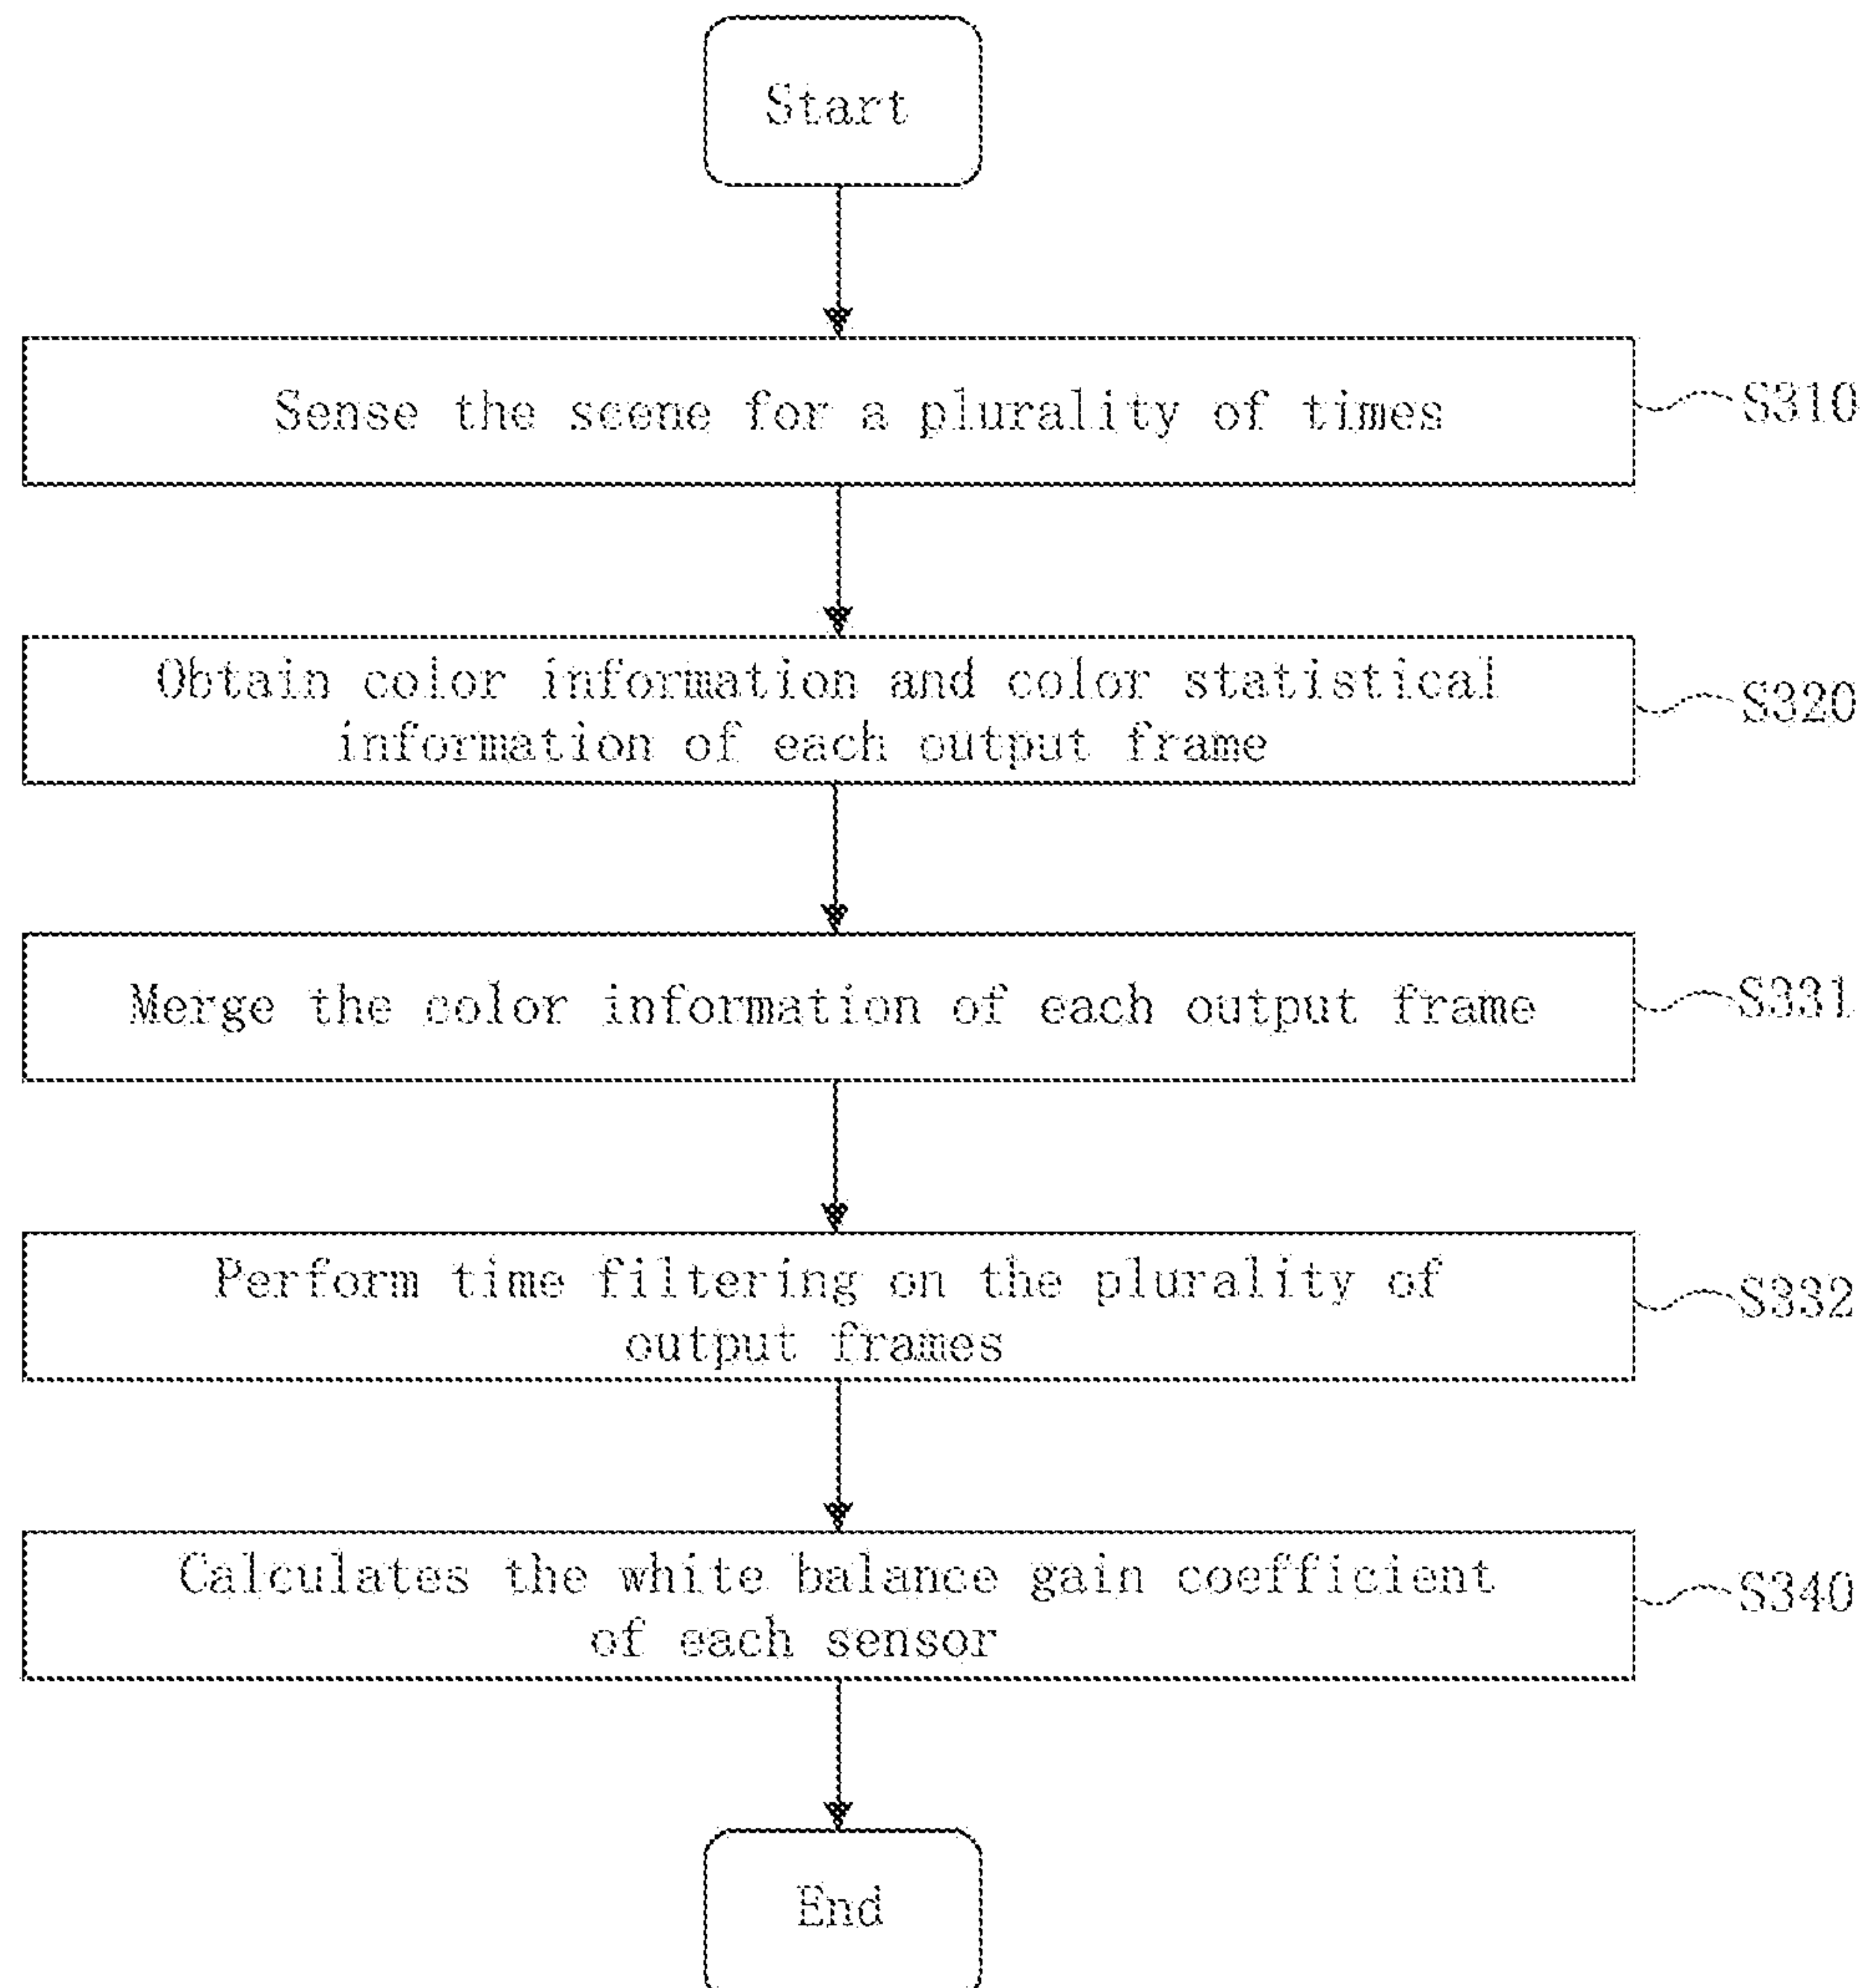 Start
Sense the scene for a plurality of times
S310
Obtain color information and color statistical
information of each output frame
S320
Merge the color information of each output frame
S331
Perform time filtering on the plurality of
output frames
S332
Calculates the white balance gain coefficient
of each sensor
S340
End